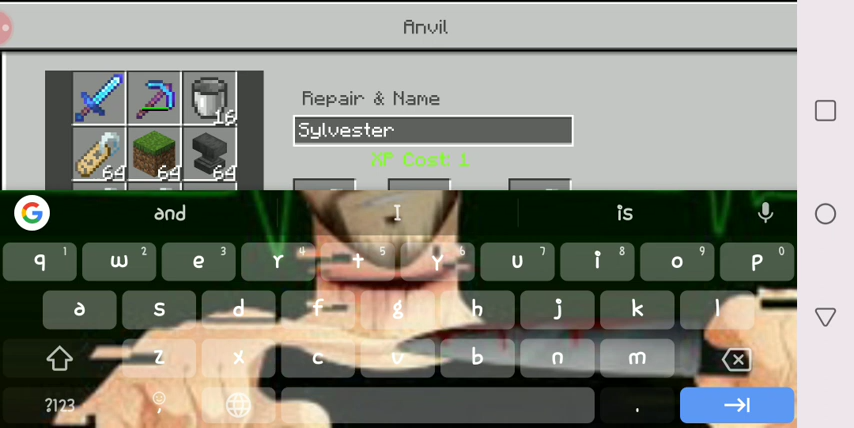 Anvil
16
Repair & Name
Sylvester
XP Cost: 1
64 64 64
G and I is
q 1 w 2 e 3 r 4 t 5 y 6 u 7 i 8 o 9 p 0
a s d f g h j k l
z x c v b n m
?123 , .